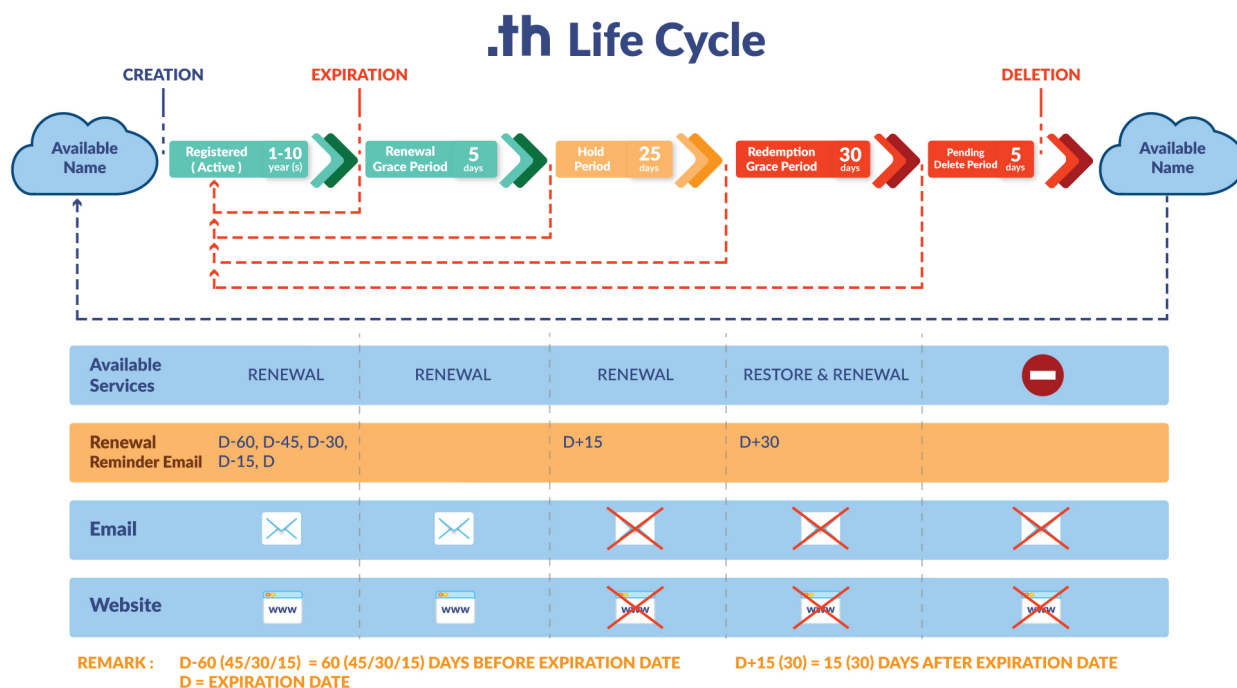 .th Life Cycle
CREATION
EXPIRATION
DELETION
Available
Name
Registered
(Active)
1-10
year(s)
Renewal
Grace Period
5
days
Hold
Period
25
days
Redemption
Grace Period
30
days
Pending
Delete Period
5
days
Available
Name
Available
Services
RENEWAL
RENEWAL
RENEWAL
RESTORE & RENEWAL
Renewal
Reminder Email
D-60, D-45, D-30,
D-15, D
D+15
D+30
Email
Website
www
www
www
www
www
REMARK : D-60 (45/30/15) = 60 (45/30/15) DAYS BEFORE EXPIRATION DATE
D = EXPIRATION DATE
D+15 (30) = 15 (30) DAYS AFTER EXPIRATION DATE